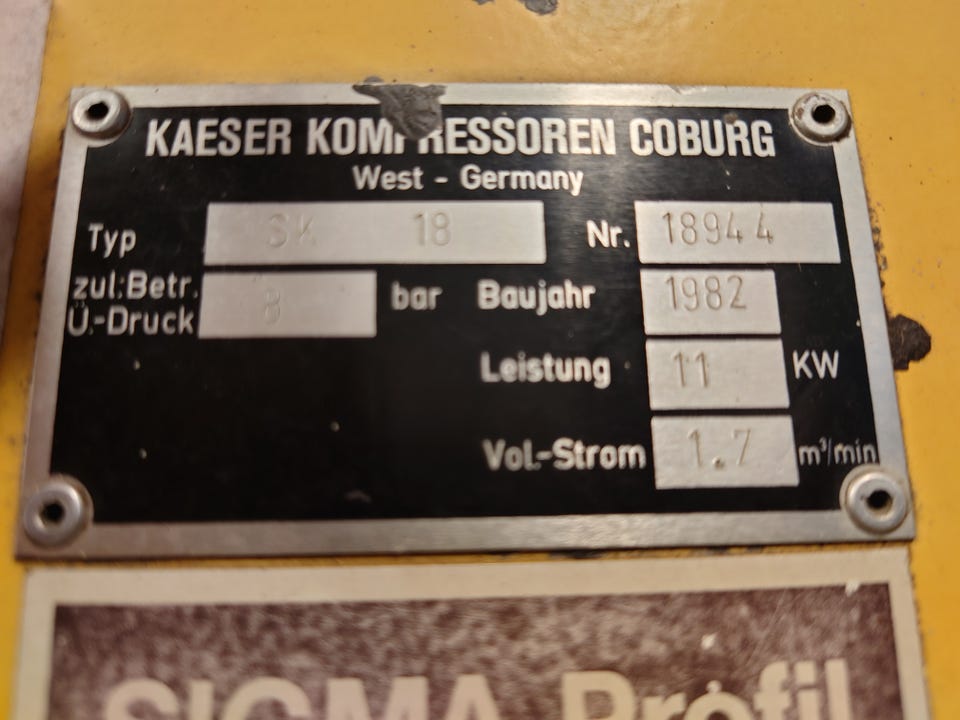 KAESER KOMPRESSOREN COBURG
West - Germany
Typ SK 18 Nr. 18944
zul. Betr. Ü.-Druck 8 bar Baujahr 1982
Leistung 11 KW
Vol.-Strom 1.7 m³/min
SIGMA Profil